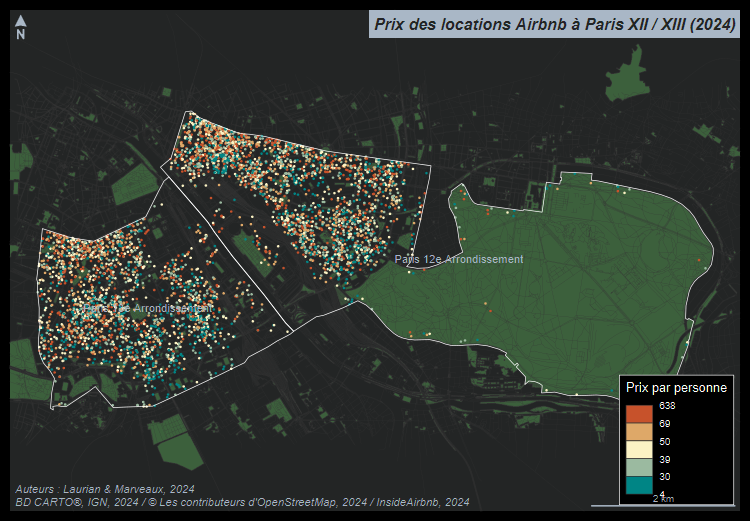 Prix des locations Airbnb à Paris XII / XIII (2024)
N
Paris 12e Arrondissement
Paris 13e Arrondissement
Prix par personne
638
69
50
39
30
4
2 km
Auteurs : Laurian & Marveaux, 2024
BD CARTO®, IGN, 2024 / © Les contributeurs d'OpenStreetMap, 2024 / InsideAirbnb, 2024